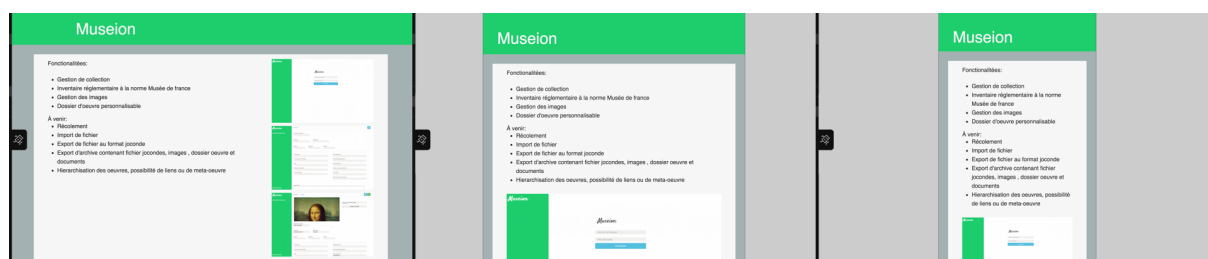 Museion
Fonctionalitées:
Gestion de collection
Inventaire réglementaire à la norme Musée de france
Gestion des images
Dossier d'oeuvre personnalisable
À venir:
Récolement
Import de fichier
Export de fichier au format joconde
Export d'archive contenant fichier jocondes, images , dossier oeuvre et
documents
Hierarchisation des oeuvres, possibilité de liens ou de meta-oeuvre
Museion
Museion
Fonctionalitées:
Gestion de collection
Inventaire réglementaire à la norme Musée de france
Gestion des images
Dossier d'oeuvre personnalisable
À venir:
Récolement
Import de fichier
Export de fichier au format joconde
Export d'archive contenant fichier jocondes, images , dossier oeuvre et
documents
Hierarchisation des oeuvres, possibilité de liens ou de meta-oeuvre
Museion
Museion
Museion
Fonctionalitées:
Gestion de collection
Inventaire réglementaire à la norme
Musée de france
Gestion des images
Dossier d'oeuvre personnalisable
À venir:
Récolement
Import de fichier
Export de fichier au format joconde
Export d'archive contenant fichier
jocondes, images , dossier oeuvre et
documents
Hierarchisation des oeuvres, possibilité
de liens ou de meta-oeuvre
Museion